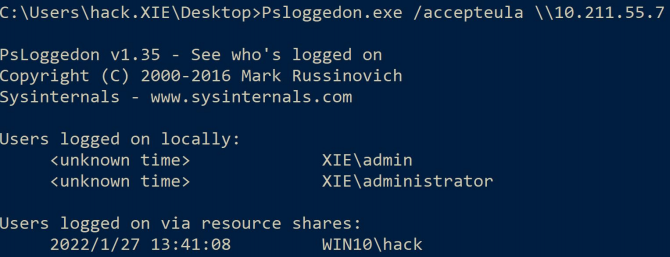 C:\Users\hack.XIE\Desktop>Psloggedon.exe /accepteula \\10.211.55.7
PsLoggedon v1.35 - See who's logged on
Copyright (C) 2000-2016 Mark Russinovich
Sysinternals - www.sysinternals.com
Users logged on locally:
<unknown time> XIE\admin
<unknown time> XIE\administrator
Users logged on via resource shares:
2022/1/27 13:41:08 WIN10\hack